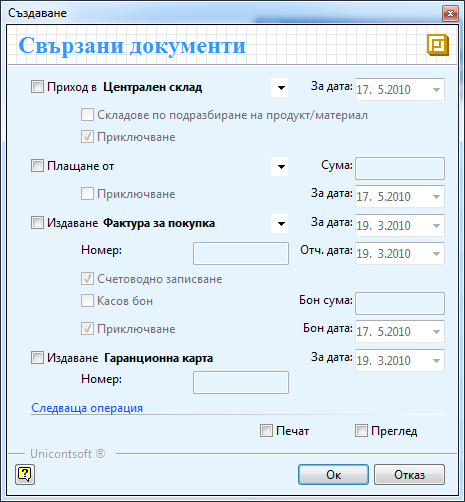 Създаване
Свързани документи
Приход в Централен склад За дата: 17. 5.2010
Складове по подразбиране на продукт/материал
Приключване
Плащане от Сума:
Приключване За дата: 17. 5.2010
Издаване Фактура за покупка За дата: 19. 3.2010
Номер: Отч. дата: 19. 3.2010
Счетоводно записване
Касов бон Бон сума:
Приключване Бон дата: 17. 5.2010
Издаване Гаранционна карта За дата: 19. 3.2010
Номер:
Следваща операция
Печат Преглед
Unicontsoft ®
Ок Отказ